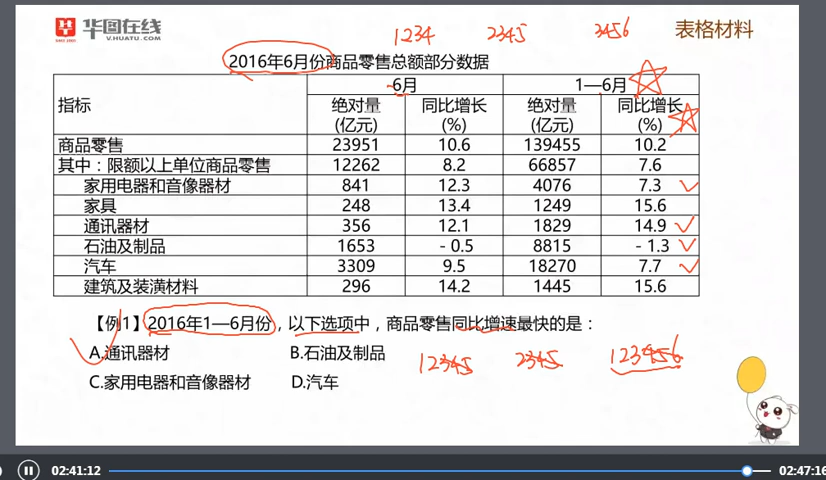 华图在线
V.HUATU.COM
1234 2345 3456
表格材料
2016年6月份商品零售总额部分数据
指标 6月 1—6月
绝对量(亿元) 同比增长(%) 绝对量(亿元) 同比增长(%)
商品零售 23951 10.6 139455 10.2
其中：限额以上单位商品零售 12262 8.2 66857 7.6
家用电器和音像器材 841 12.3 4076 7.3
家具 248 13.4 1249 15.6
通讯器材 356 12.1 1829 14.9
石油及制品 1653 - 0.5 8815 - 1.3
汽车 3309 9.5 18270 7.7
建筑及装潢材料 296 14.2 1445 15.6
【例1】2016年1—6月份，以下选项中，商品零售同比增速最快的是：
A.通讯器材 B.石油及制品
12345 2345 123456
C.家用电器和音像器材 D.汽车
02:41:12 02:47:16